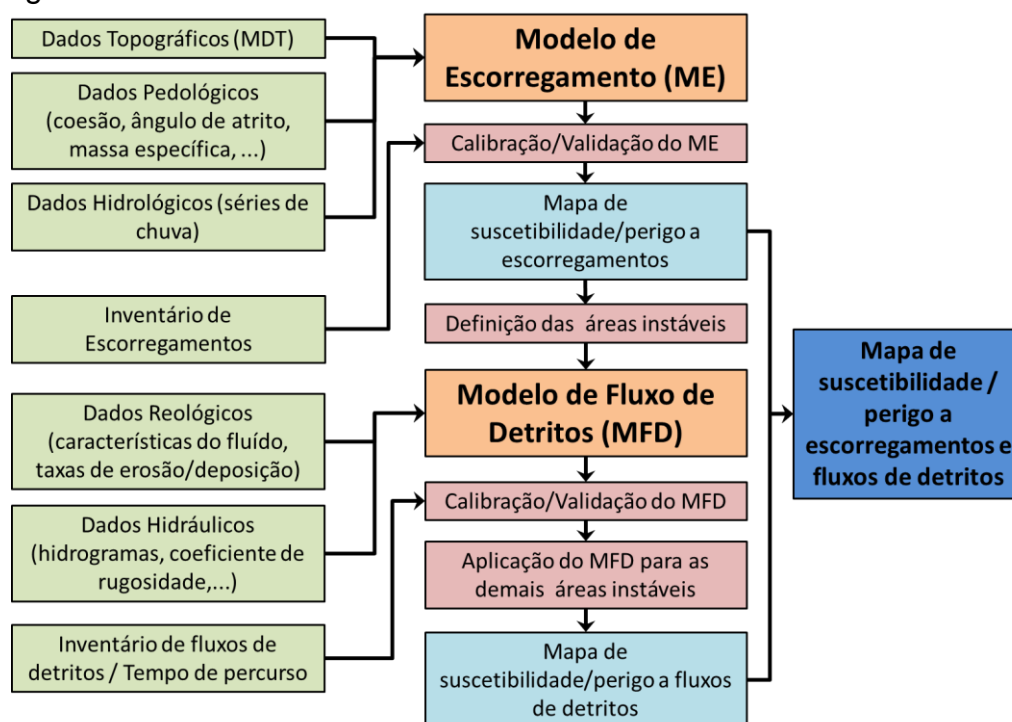 Dados Topográficos (MDT)
Dados Pedológicos
(coesão, ângulo de atrito,
massa específica, ...)
Dados Hidrológicos (séries de
chuva)
Inventário de
Escorregamentos
Dados Reológicos
(características do fluído,
taxas de erosão/deposição)
Dados Hidráulicos
(hidrogramas, coeficiente de
rugosidade,...)
Inventário de fluxos de
detritos / Tempo de percurso
Modelo de
Escorregamento (ME)
Calibração/Validação do ME
Mapa de
suscetibilidade/perigo a
escorregamentos
Definição das áreas instáveis
Modelo de Fluxo de
Detritos (MFD)
Calibração/Validação do MFD
Aplicação do MFD para as
demais áreas instáveis
Mapa de
suscetibilidade/perigo a fluxos
de detritos
Mapa de
suscetibilidade /
perigo a
escorregamentos e
fluxos de detritos